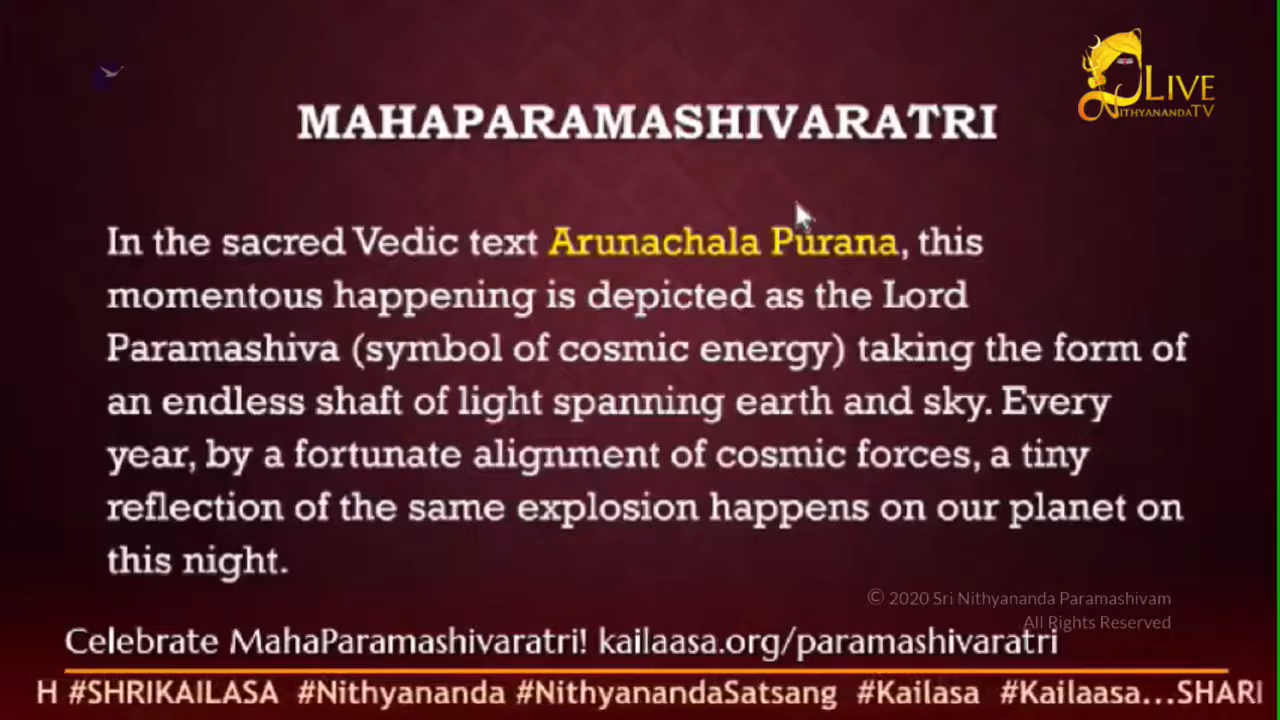 LIVE
NITHYANANDATV
MAHAPARAMASHIVARATRI
In the sacred Vedic text Arunachala Purana, this
momentous happening is depicted as the Lord
Paramashiva (symbol of cosmic energy) taking the form of
an endless shaft of light spanning earth and sky. Every
year, by a fortunate alignment of cosmic forces, a tiny
reflection of the same explosion happens on our planet on
this night.
© 2020 Sri Nithyananda Paramashivam
All Rights Reserved
Celebrate MahaParamashivaratri! kailaasa.org/paramashivaratri
H #SHRIKAILASA #Nithyananda #NithyanandaSatsang #Kailasa #Kailaasa...SHARI